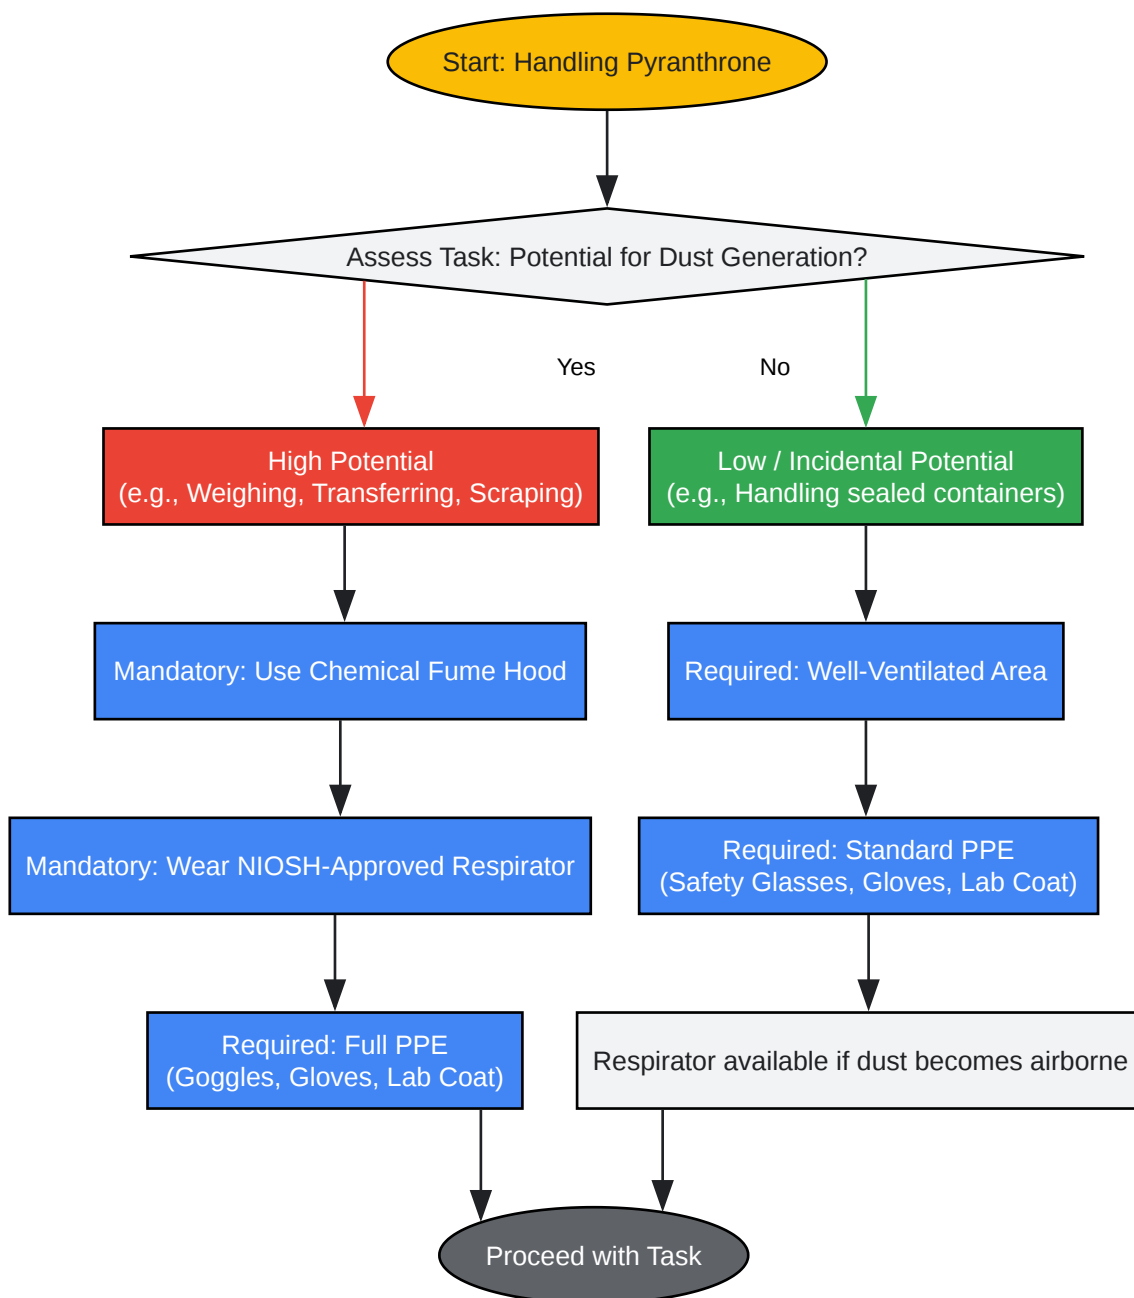 Start: Handling Pyranthrone
Assess Task: Potential for Dust Generation?
Yes
No
High Potential
(e.g., Weighing, Transferring, Scraping)
Low / Incidental Potential
(e.g., Handling sealed containers)
Mandatory: Use Chemical Fume Hood
Required: Well-Ventilated Area
Mandatory: Wear NIOSH-Approved Respirator
Required: Standard PPE
(Safety Glasses, Gloves, Lab Coat)
Required: Full PPE
(Goggles, Gloves, Lab Coat)
Respirator available if dust becomes airborne
Proceed with Task